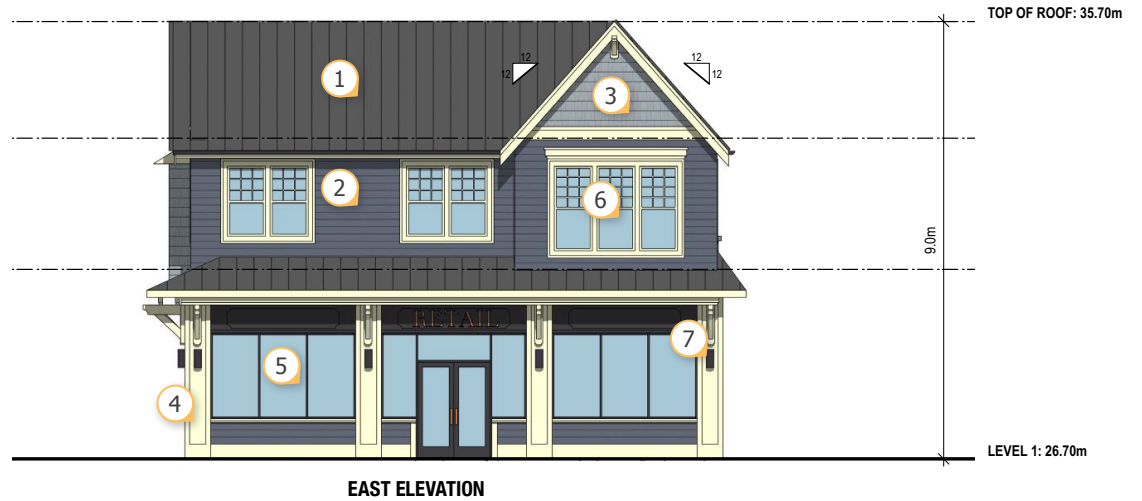 TOP OF ROOF: 35.70m
12
12
12
12
1
3
2
6
9.0m
RETAIL
7
5
4
LEVEL 1: 26.70m
EAST ELEVATION